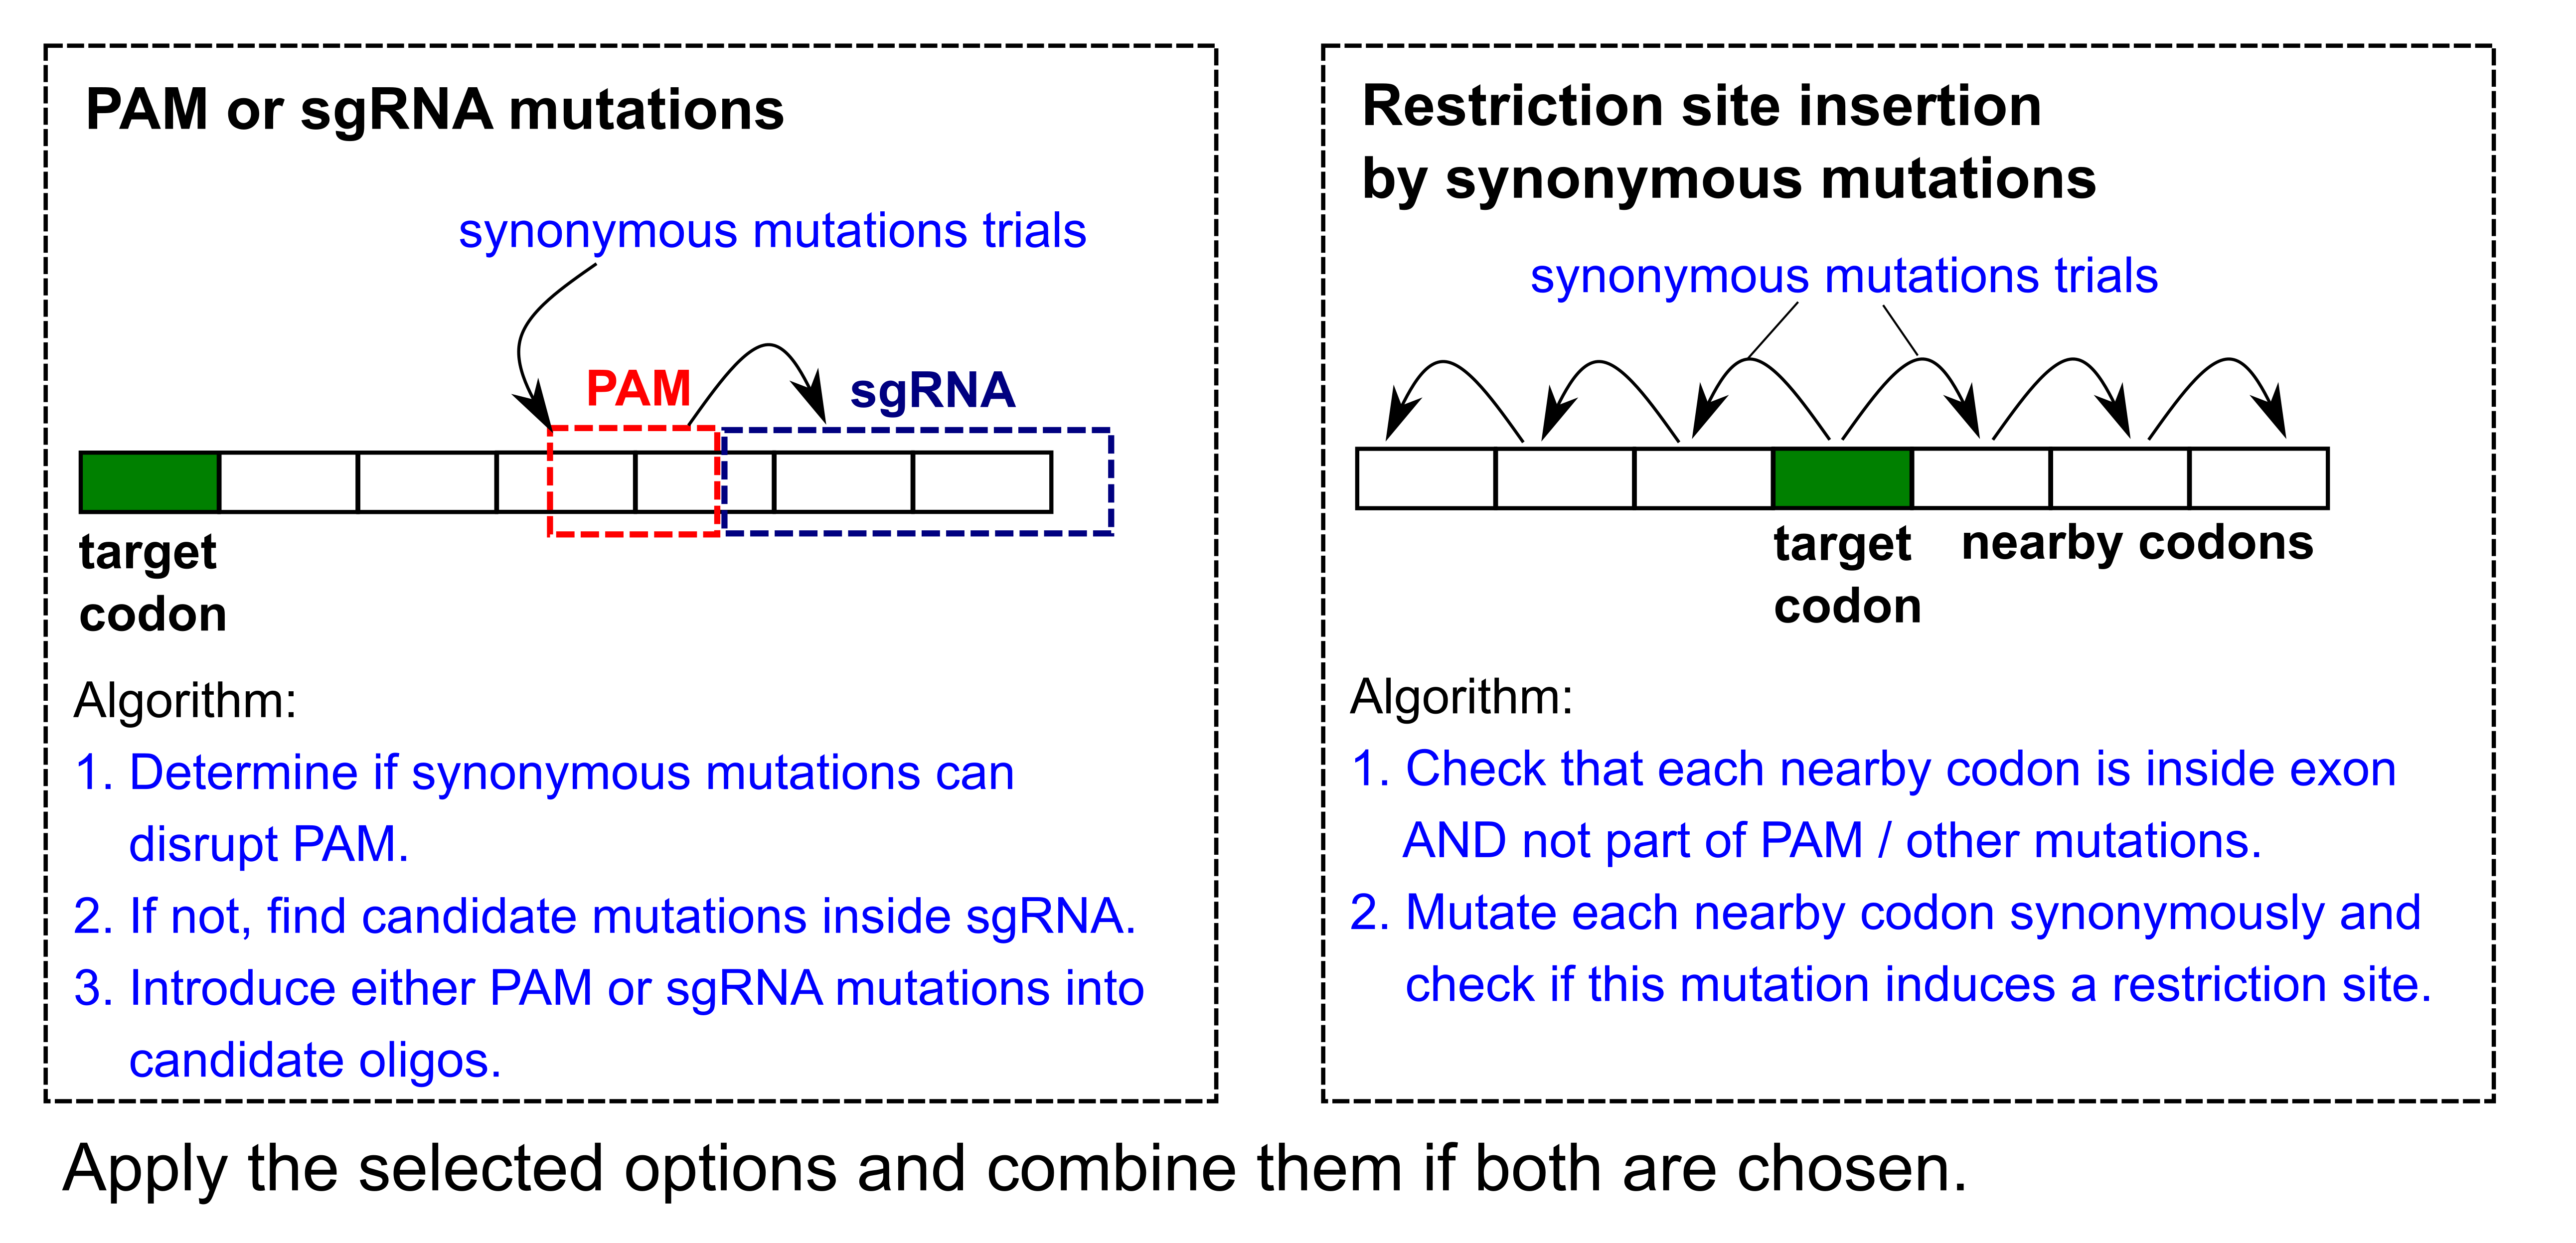 PAM or sgRNA mutations
synonymous mutations trials
PAM
sgRNA
target
codon
Algorithm:
1. Determine if synonymous mutations can
disrupt PAM.
2. If not, find candidate mutations inside sgRNA.
3. Introduce either PAM or sgRNA mutations into
candidate oligos.
Restriction site insertion
by synonymous mutations
synonymous mutations trials
target
codon
nearby codons
Algorithm:
1. Check that each nearby codon is inside exon
AND not part of PAM / other mutations.
2. Mutate each nearby codon synonymously and
check if this mutation induces a restriction site.
Apply the selected options and combine them if both are chosen.